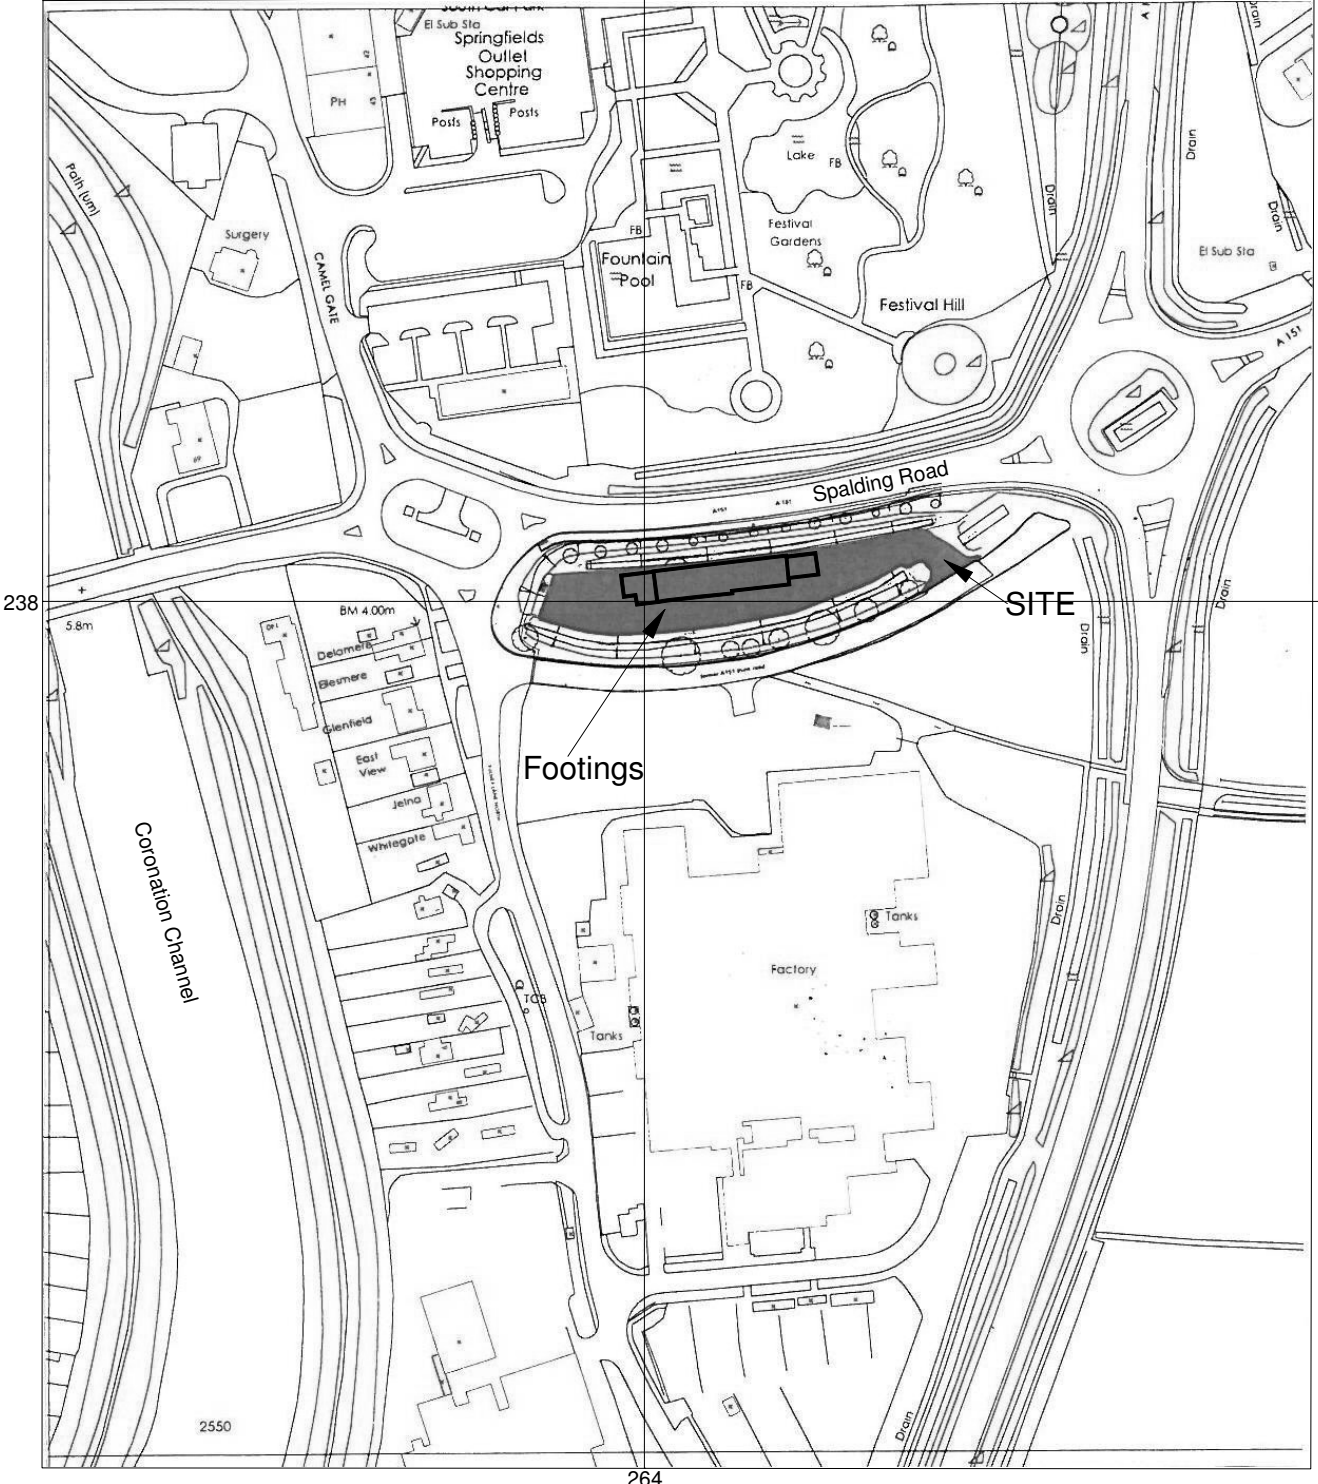 El Sub Sta
Springfields
Outlet
Shopping
Centre
PH
Posts
Posts
Lake
FB
Drain
Drain
Drain
Path (um)
Surgery
CAMEL GATE
FB
Fountain
Pool
FB
Festival
Gardens
Festival Hill
El Sub Sta
A 151
Spalding Road
A151
A 151
238
5.8m
BM 4.00m
SITE
Drain
Drain
Delamere
Ellesmere
Glenfield
East
View
Jelna
Whitegate
Footings
Coronation Channel
Tanks
Drain
Factory
TCB
Tanks
2550
Drain
264